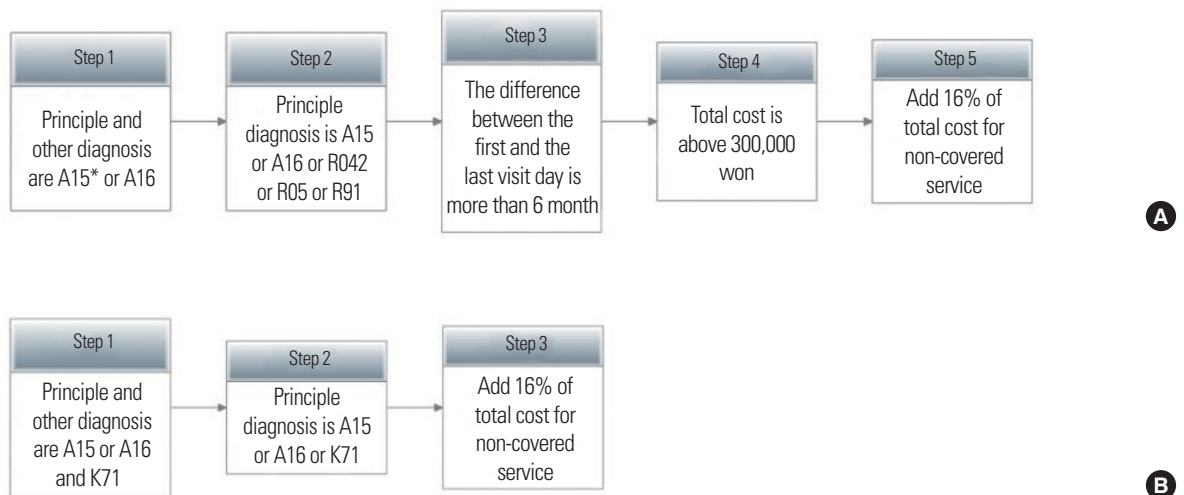 Step 1
Principle and
other diagnosis
are A15* or A16
Step 2
Principle
diagnosis is A15
or A16 or R042
or R05 or R91
Step 3
The difference
between the
first and the
last visit day is
more than 6 month
Step 4
Total cost is
above 300,000
won
Step 5
Add 16% of
total cost for
non-covered
service
A
Step 1
Principle and
other diagnosis
are A15 or A16
and K71
Step 2
Principle
diagnosis is A15
or A16 or K71
Step 3
Add 16% of
total cost for
non-covered
service
B